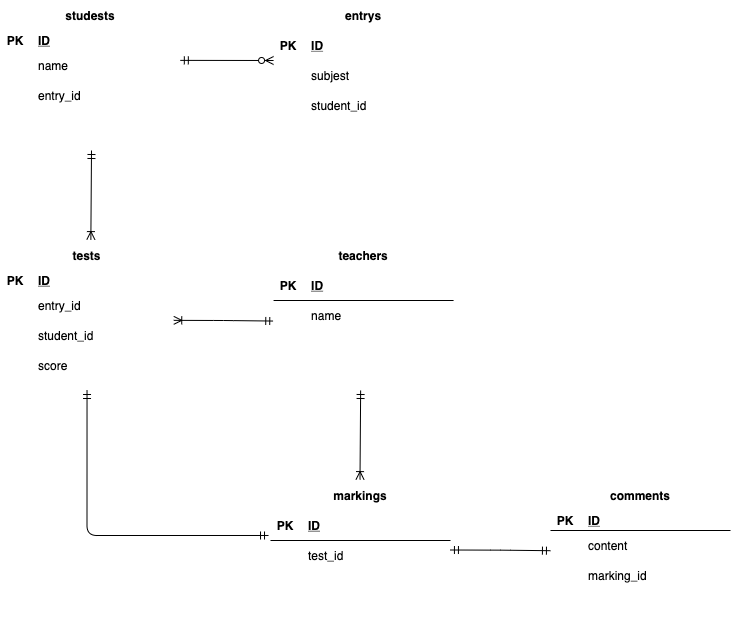 studests
PK ID
name
entry_id
entrys
PK ID
subjest
student_id
tests
PK ID
entry_id
student_id
score
teachers
PK ID
name
markings
PK ID
test_id
comments
PK ID
content
marking_id